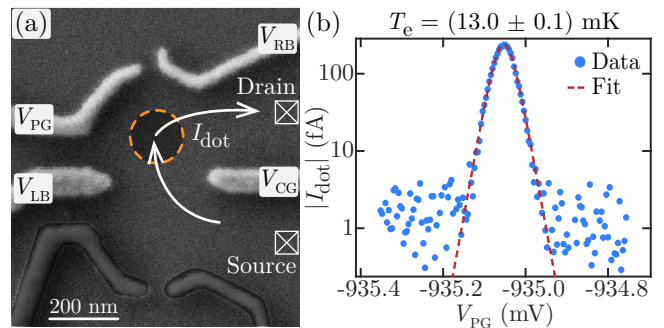 (a)
V_RB
Drain
V_PG
I_dot
V_LB
V_CG
Source
200 nm
(b)
T_e = (13.0 ± 0.1) mK
Data
Fit
|I_dot| (fA)
100
10
1
-935.4 -935.2 -935.0 -934.8
V_PG (mV)